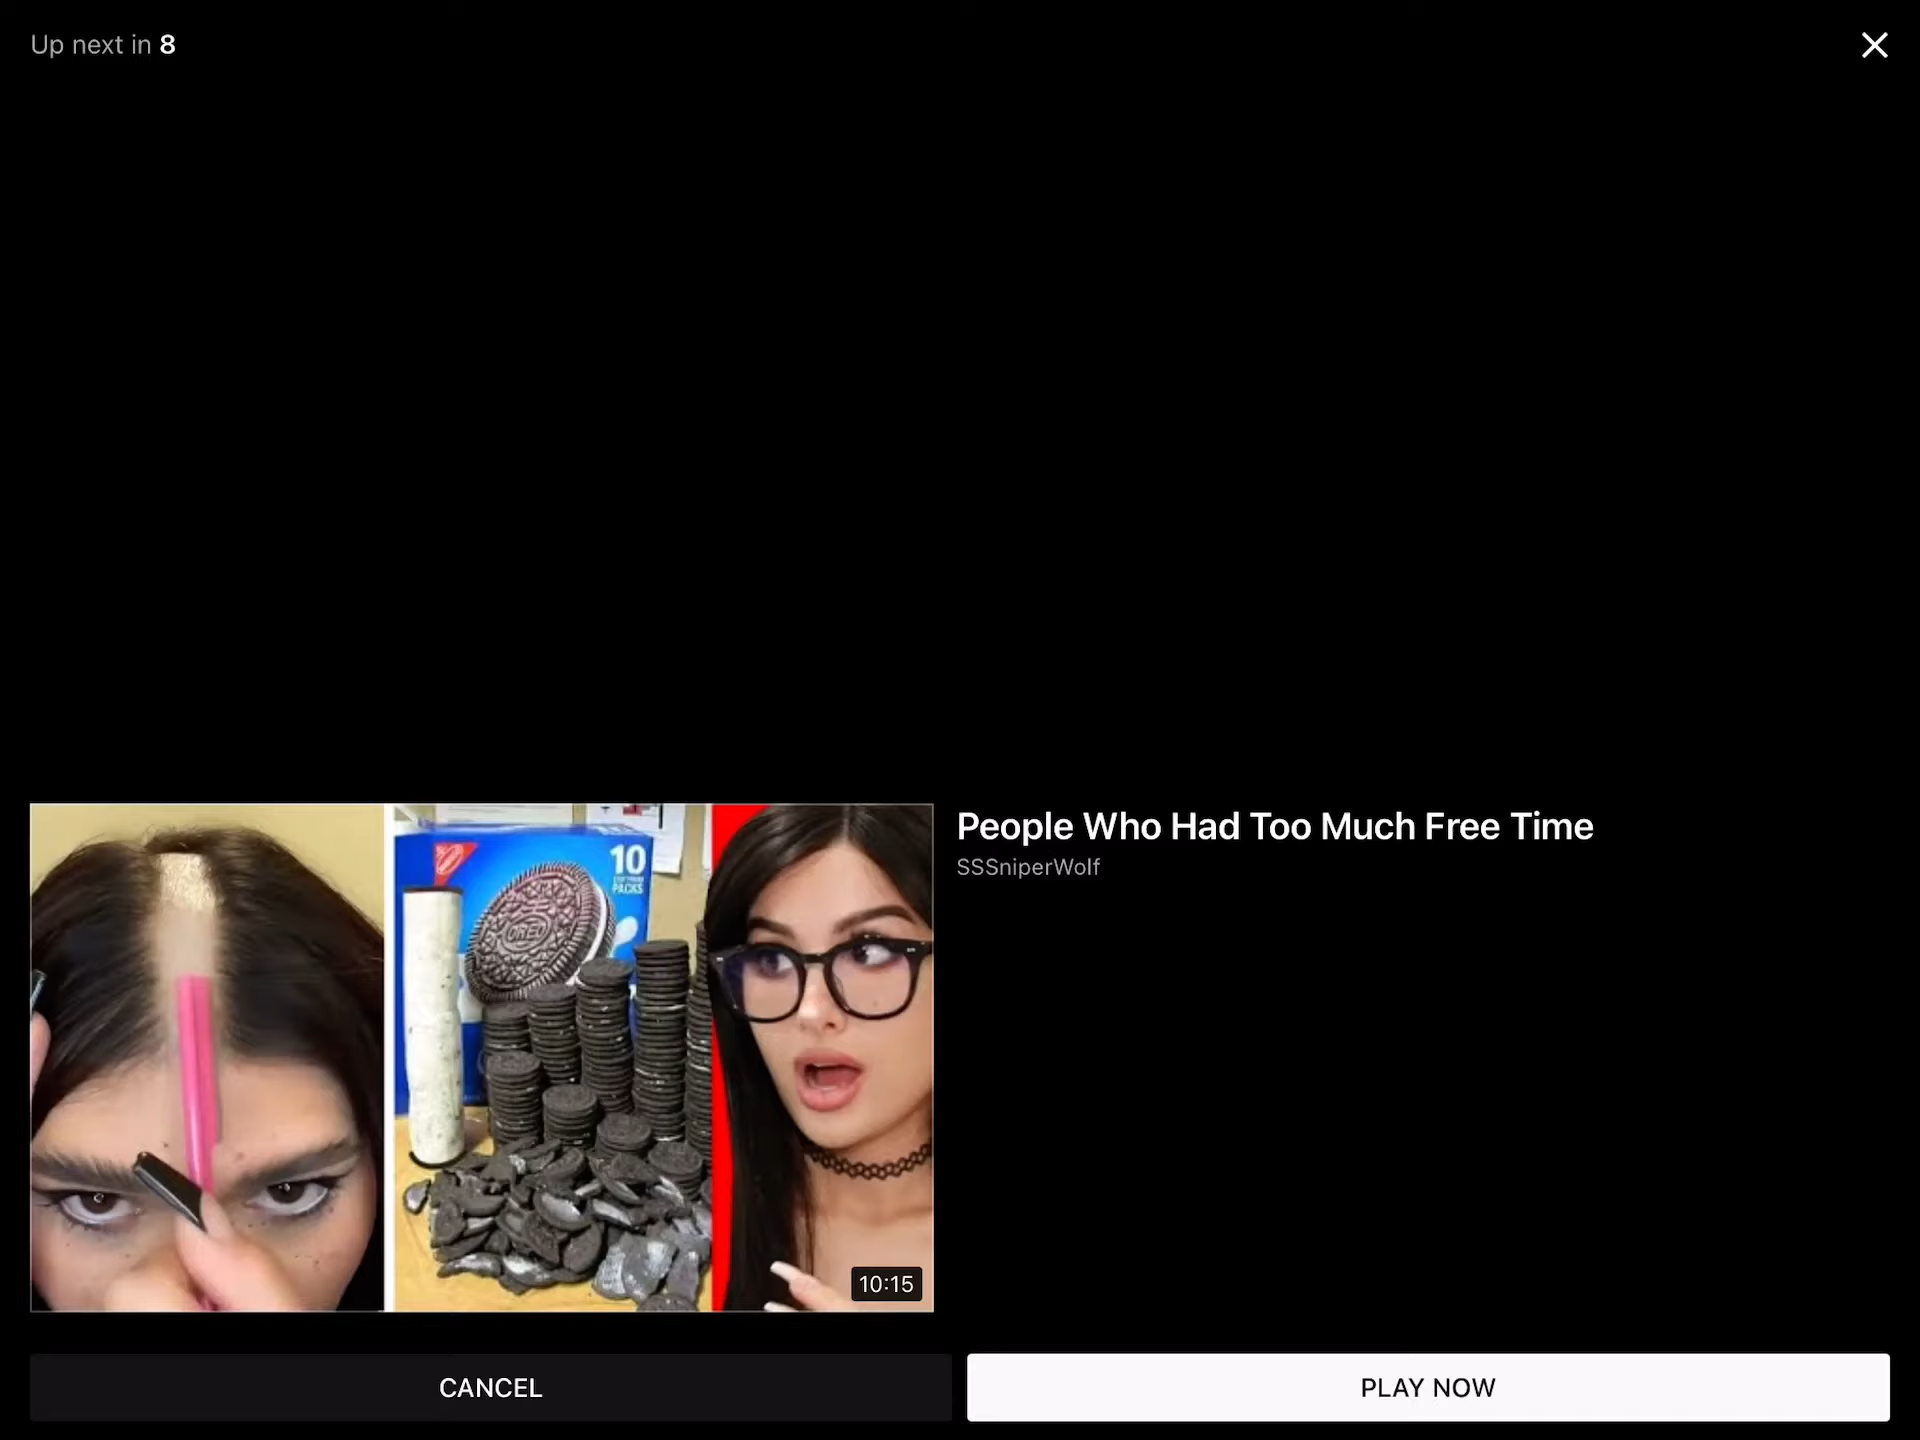 Up next in 8
People Who Had Too Much Free Time
SSSniperWolf
10
PACKS
OREO
10:15
CANCEL
PLAY NOW